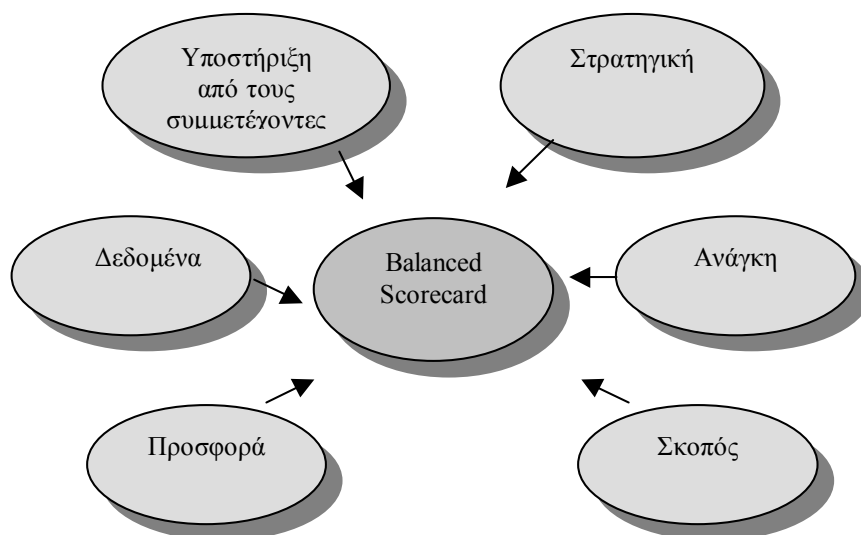 Υποστήριξη
από τους
συμμετέχοντες
Στρατηγική
Δεδομένα
Balanced
Scorecard
Ανάγκη
Προσφορά
Σκοπός